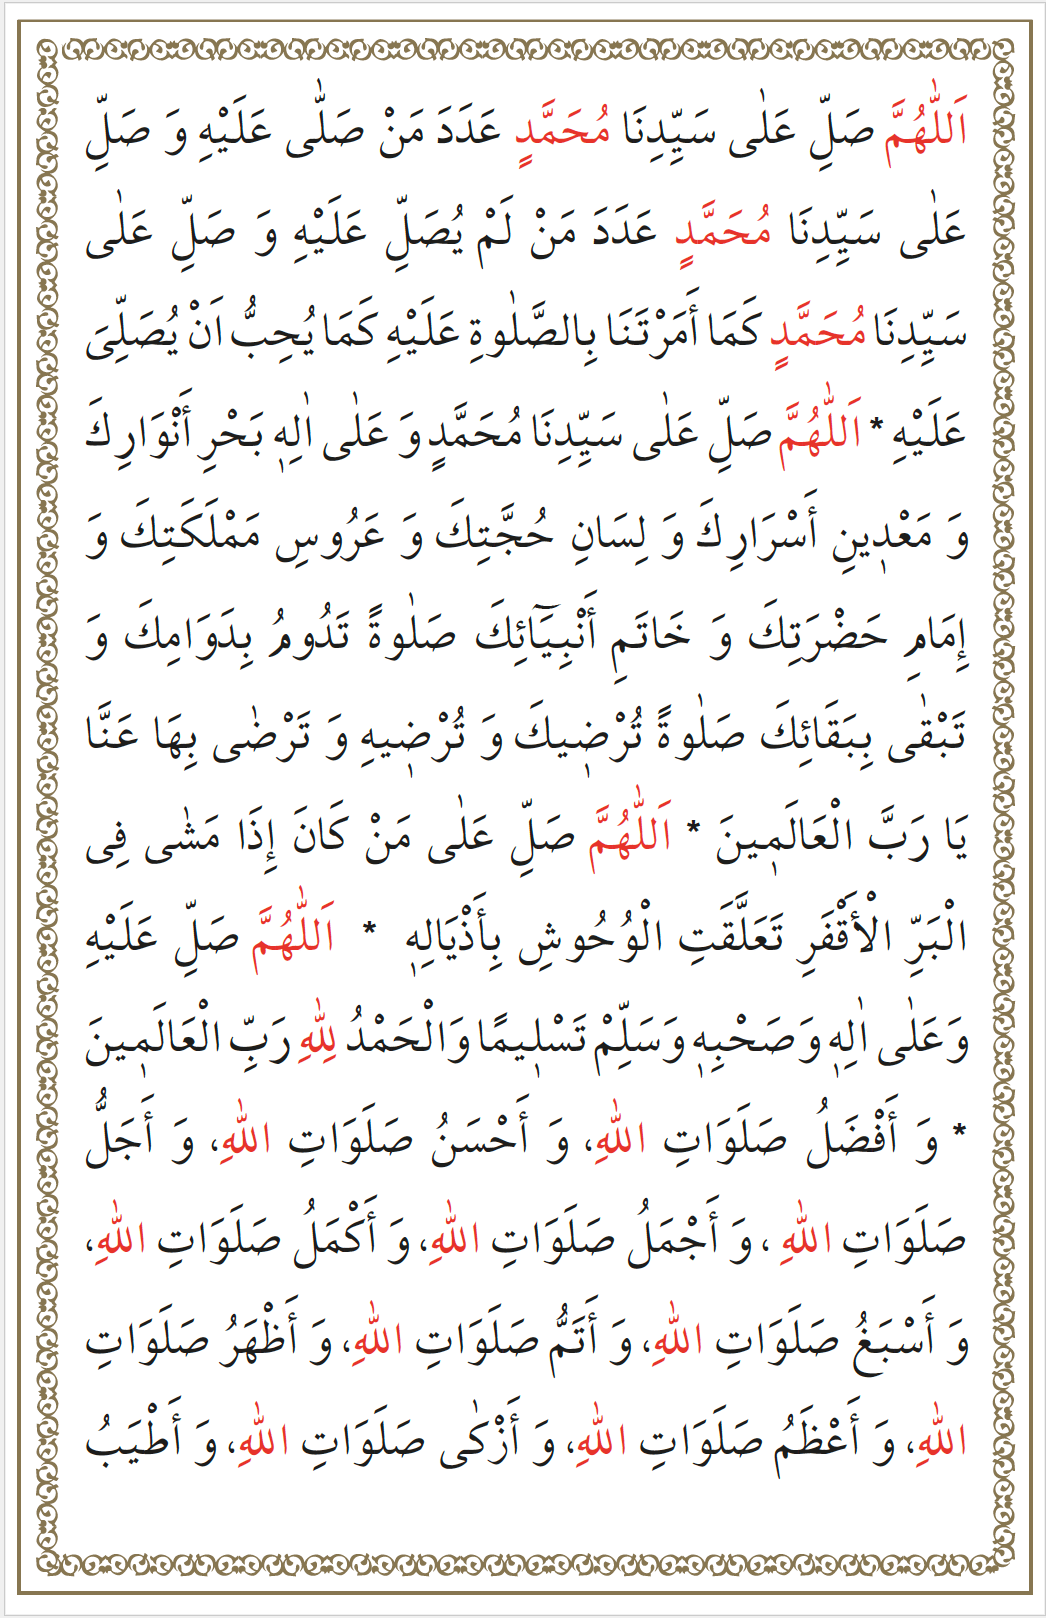 اَللّٰهُمَّ صَلِّ عَلٰى سَيِّدِنَا مُحَمَّدٍ عَدَدَ مَنْ صَلّٰى عَلَيْهِ وَ صَلِّ
عَلٰى سَيِّدِنَا مُحَمَّدٍ عَدَدَ مَنْ لَمْ يُصَلِّ عَلَيْهِ وَ صَلِّ عَلٰى
سَيِّدِنَا مُحَمَّدٍ كَمَا أَمَرْتَنَا بِالصَّلٰوةِ عَلَيْهِ كَمَا يُحِبُّ اَنْ يُصَلِّىَ
عَلَيْهِ * اَللّٰهُمَّ صَلِّ عَلٰى سَيِّدِنَا مُحَمَّدٍ وَ عَلٰى اٰلِهٖ بَحْرِ أَنْوَارِكَ
وَ مَعْدٖينِ أَسْرَارِكَ وَ لِسَانِ حُجَّتِكَ وَ عَرُوسِ مَمْلَكَتِكَ وَ
إِمَامِ حَضْرَتِكَ وَ خَاتَمِ أَنْبِيَٓائِكَ صَلٰوةً تَدُومُ بِدَوَامِكَ وَ
تَبْقٰى بِبَقَائِكَ صَلٰوةً تُرْضٖيكَ وَ تُرْضٖيهِ وَ تَرْضٰى بِهَا عَنَّا
يَا رَبَّ الْعَالَمٖينَ * اَللّٰهُمَّ صَلِّ عَلٰى مَنْ كَانَ إِذَا مَشٰى فِى
الْبَرِّ الْأَقْفَرِ تَعَلَّقَتِ الْوُحُوشِ بِأَذْيَالِهٖ * اَللّٰهُمَّ صَلِّ عَلَيْهِ
وَعَلٰى اٰلِهٖ وَصَحْبِهٖ وَسَلِّمْ تَسْلٖيمًا وَالْحَمْدُ لِلّٰهِ رَبِّ الْعَالَمٖينَ
* وَ أَفْضَلُ صَلَوَاتِ اللّٰهِ، وَ أَحْسَنُ صَلَوَاتِ اللّٰهِ، وَ أَجَلُّ
صَلَوَاتِ اللّٰهِ ، وَ أَجْمَلُ صَلَوَاتِ اللّٰهِ، وَ أَكْمَلُ صَلَوَاتِ اللّٰهِ،
وَ أَسْبَغُ صَلَوَاتِ اللّٰهِ، وَ أَتَمُّ صَلَوَاتِ اللّٰهِ، وَ أَظْهَرُ صَلَوَاتِ
اللّٰهِ، وَ أَعْظَمُ صَلَوَاتِ اللّٰهِ، وَ أَزْكٰى صَلَوَاتِ اللّٰهِ، وَ أَطْيَبُ